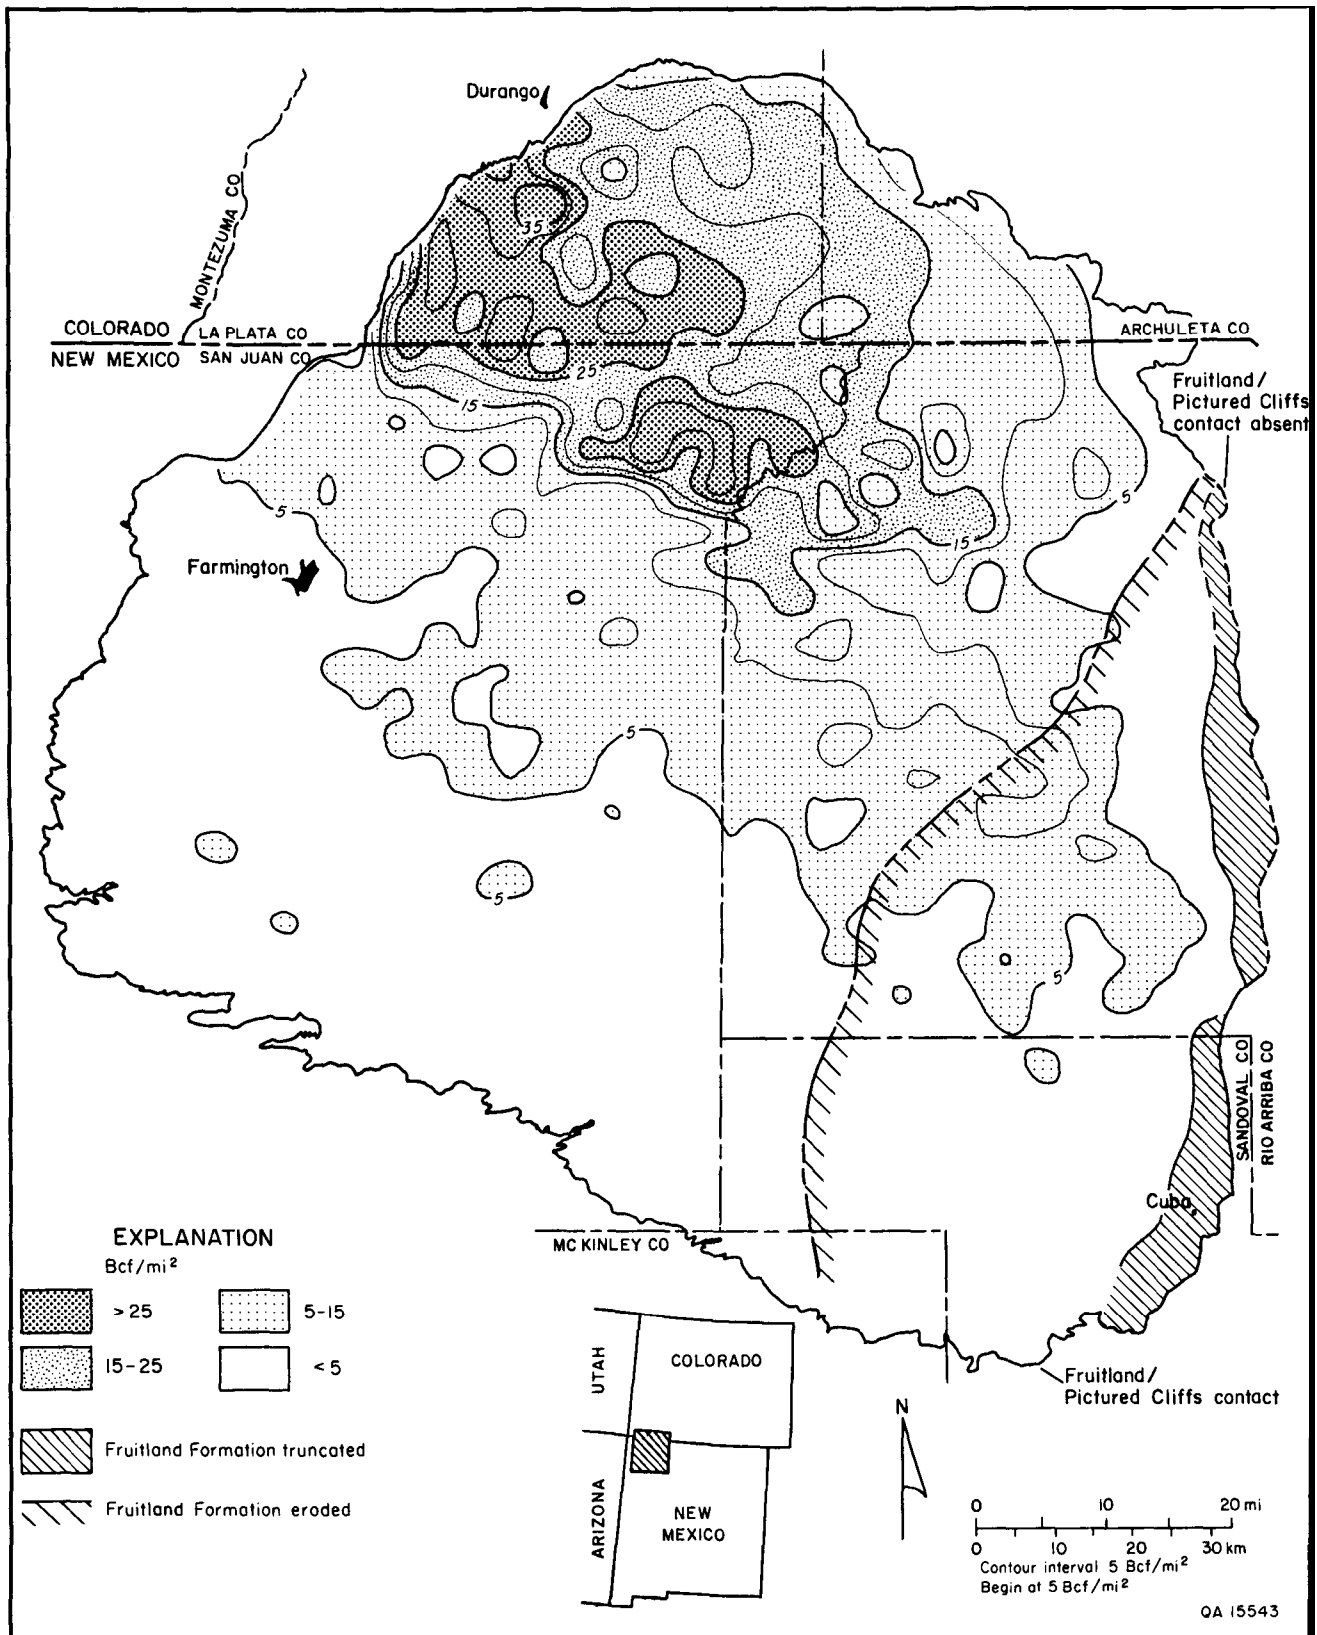 Durango
MONTEZUMA CO
COLORADO
LA PLATA CO
NEW MEXICO
SAN JUAN CO
ARCHULETA CO
Fruitland/
Pictured Cliffs
contact absent
35
25
15
5
5
15
Farmington
5
5
5
SANDOVAL CO
RIO ARRIBA CO
Cuba
MC KINLEY CO
EXPLANATION
Bcf/mi²
>25
5-15
15-25
<5
Fruitland Formation truncated
Fruitland Formation eroded
UTAH
COLORADO
ARIZONA
NEW
MEXICO
Fruitland/
Pictured Cliffs contact
N
0 10 20 mi
0 10 20 30 km
Contour interval 5 Bcf/mi²
Begin at 5 Bcf/mi²
QA 15543